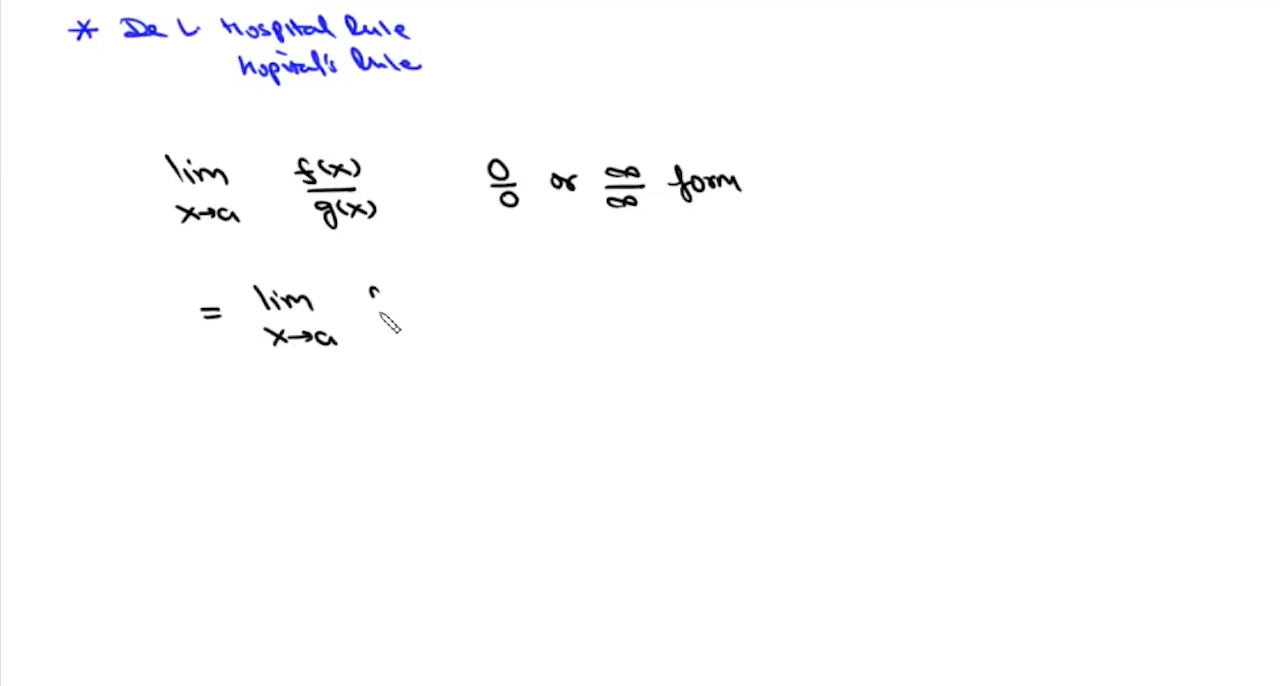 * De L Hospital Rule
Hopital's Rule
lim f(x)/g(x) 0/0 or ∞/∞ form
x→a
= lim
x→a